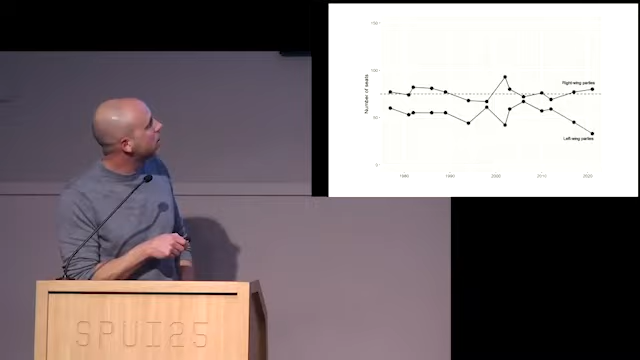 150
Number of seats
100
Right-wing parties
50
Left-wing parties
0
1980
1990
2000
2010
2020
SPUI25